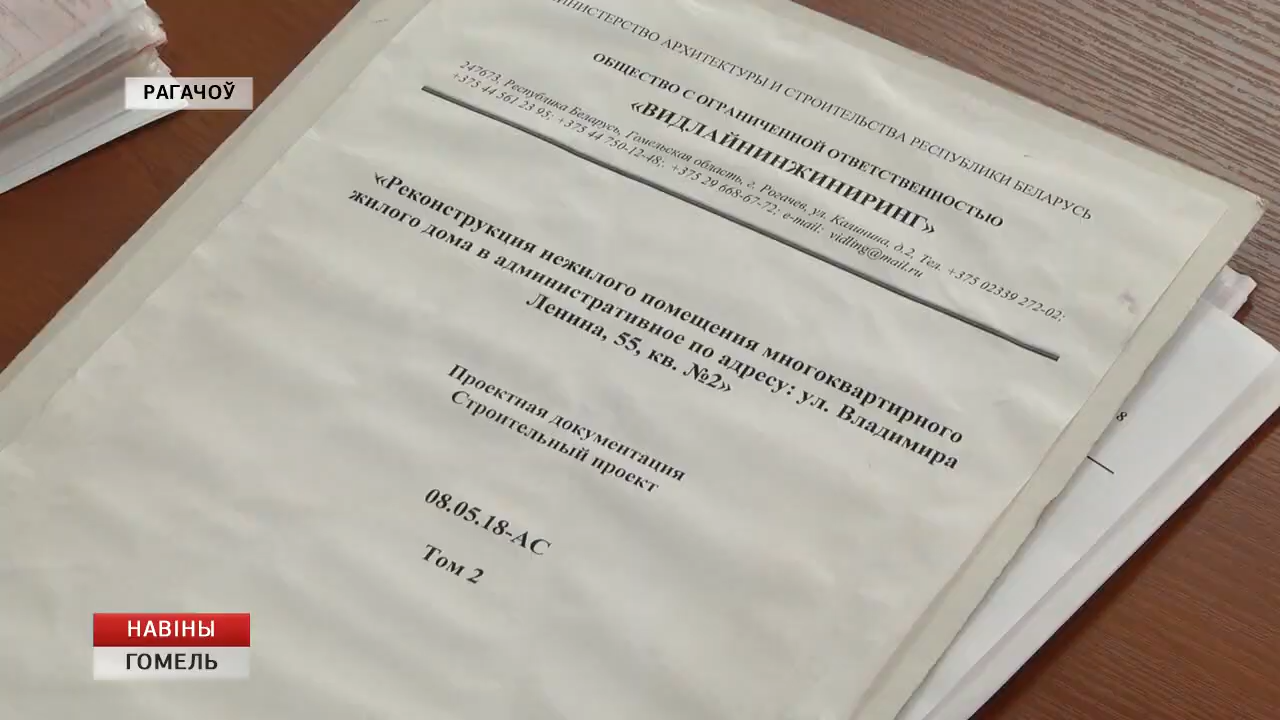 РАГАЧОЎ
МИНИСТЕРСТВО АРХИТЕКТУРЫ И СТРОИТЕЛЬСТВА РЕСПУБЛИКИ БЕЛАРУСЬ
ОБЩЕСТВО С ОГРАНИЧЕННОЙ ОТВЕТСТВЕННОСТЬЮ
«ВИДЛАЙНИНЖИНИРИНГ»
247673, Республика Беларусь, Гомельская область, г. Рогачев, ул. Калинина, д.2, Тел. +375 02339 272-02;
+375 44 561 23 95; +375 44 750-12-48; +375 29 668-67-72; e-mail: vidling@mail.ru
«Реконструкция нежилого помещения многоквартирного
жилого дома в административное по адресу: ул. Владимира
Ленина, 55, кв. №2»
Проектная документация
Строительный проект
08.05.18-АС
Том 2
8
НАВІНЫ
ГОМЕЛЬ